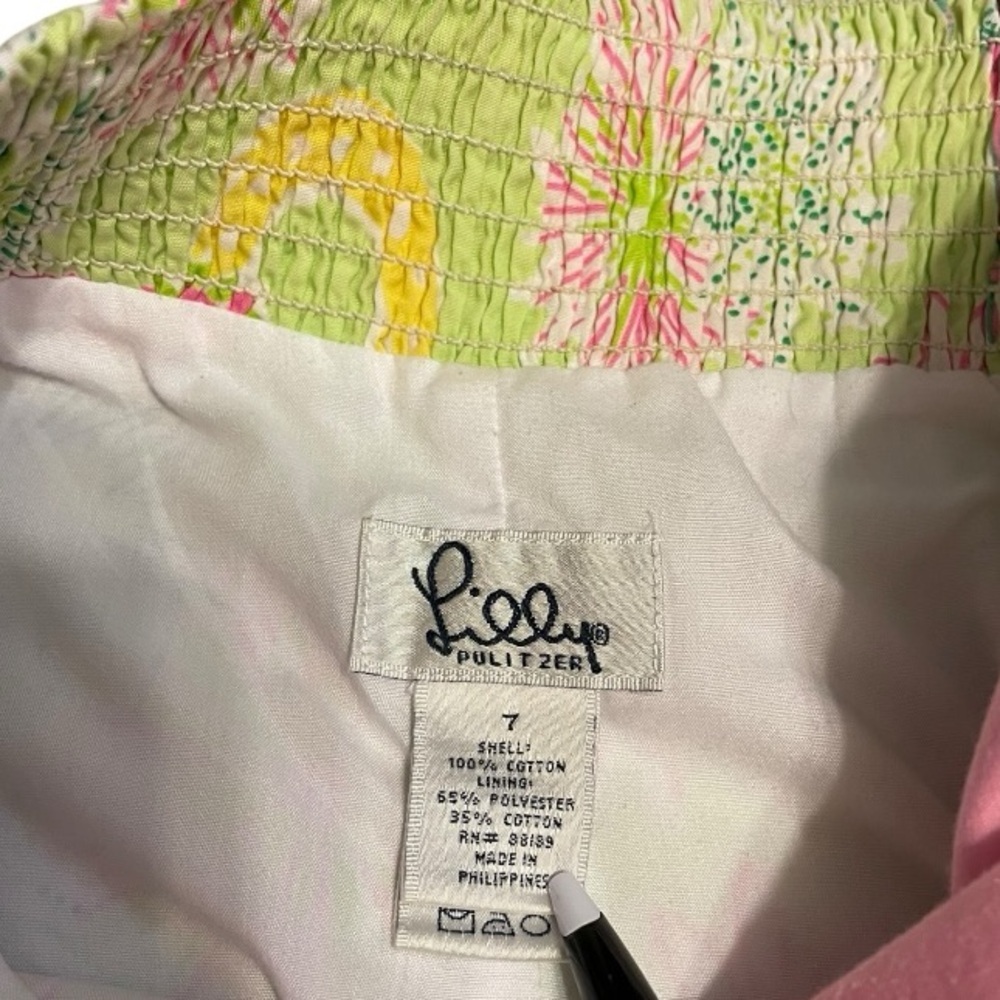 Lilly®
PULITZER
7
SHELL:
100% COTTON
LINING:
65% POLYESTER
35% COTTON
RN# 88189
MADE IN
PHILIPPINES